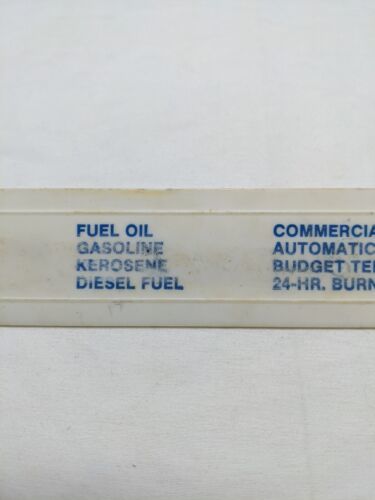 FUEL OIL
GASOLINE
KEROSENE
DIESEL FUEL
COMMERCIA
AUTOMATIC
BUDGET TE
24-HR. BURN